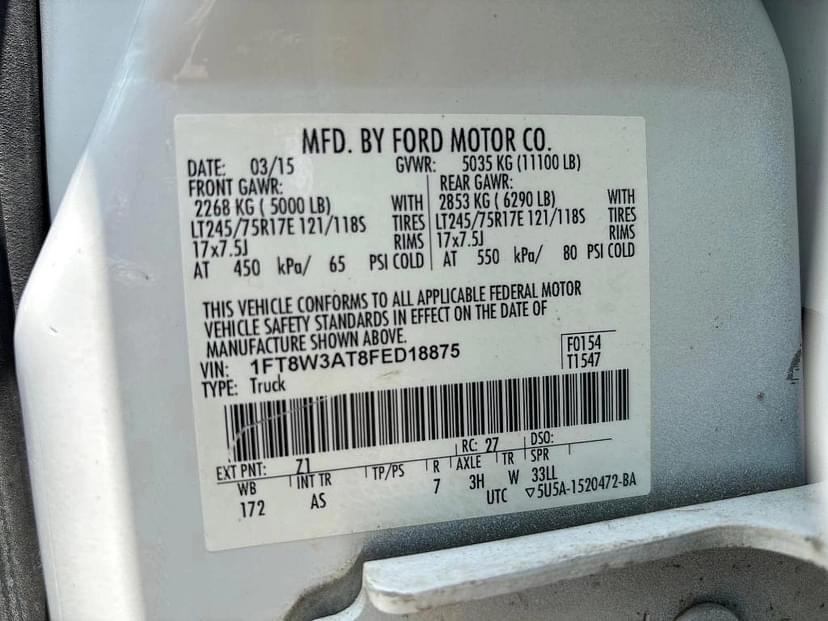 MFD. BY FORD MOTOR CO.
DATE: 03/15 GVWR: 5035 KG (11100 LB)
FRONT GAWR: REAR GAWR:
2268 KG ( 5000 LB) WITH 2853 KG ( 6290 LB) WITH
LT245/75R17E 121/118S TIRES LT245/75R17E 121/118S TIRES
17x7.5J RIMS 17x7.5J RIMS
AT 450 kPa/ 65 PSI COLD AT 550 kPa/ 80 PSI COLD
THIS VEHICLE CONFORMS TO ALL APPLICABLE FEDERAL MOTOR
VEHICLE SAFETY STANDARDS IN EFFECT ON THE DATE OF
MANUFACTURE SHOWN ABOVE.
VIN: 1FT8W3AT8FED18875 F0154
TYPE: Truck T1547
EXT PNT: Z1 RC: 27 DSO:
WB INT TR TP/PS R AXLE TR SPR
172 AS 7 3H W 33LL
UTC ▽5U5A-1520472-BA